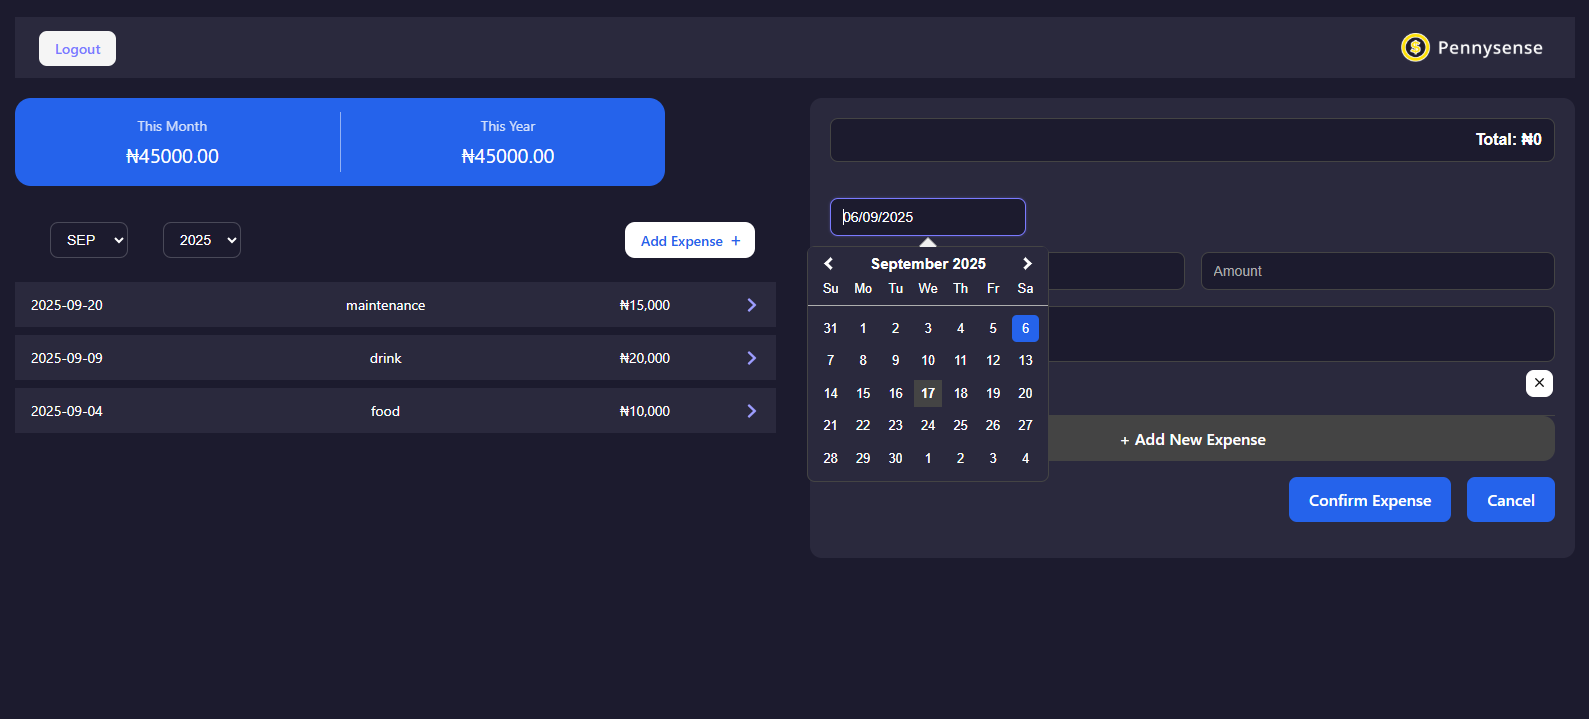 Logout
Pennysense
This Month
₦45000.00
This Year
₦45000.00
SEP
2025
Add Expense +
2025-09-20 maintenance ₦15,000
2025-09-09 drink ₦20,000
2025-09-04 food ₦10,000
Total: ₦0
06/09/2025
September 2025
Su Mo Tu We Th Fr Sa
31 1 2 3 4 5 6
7 8 9 10 11 12 13
14 15 16 17 18 19 20
21 22 23 24 25 26 27
28 29 30 1 2 3 4
Amount
+ Add New Expense
Confirm Expense
Cancel